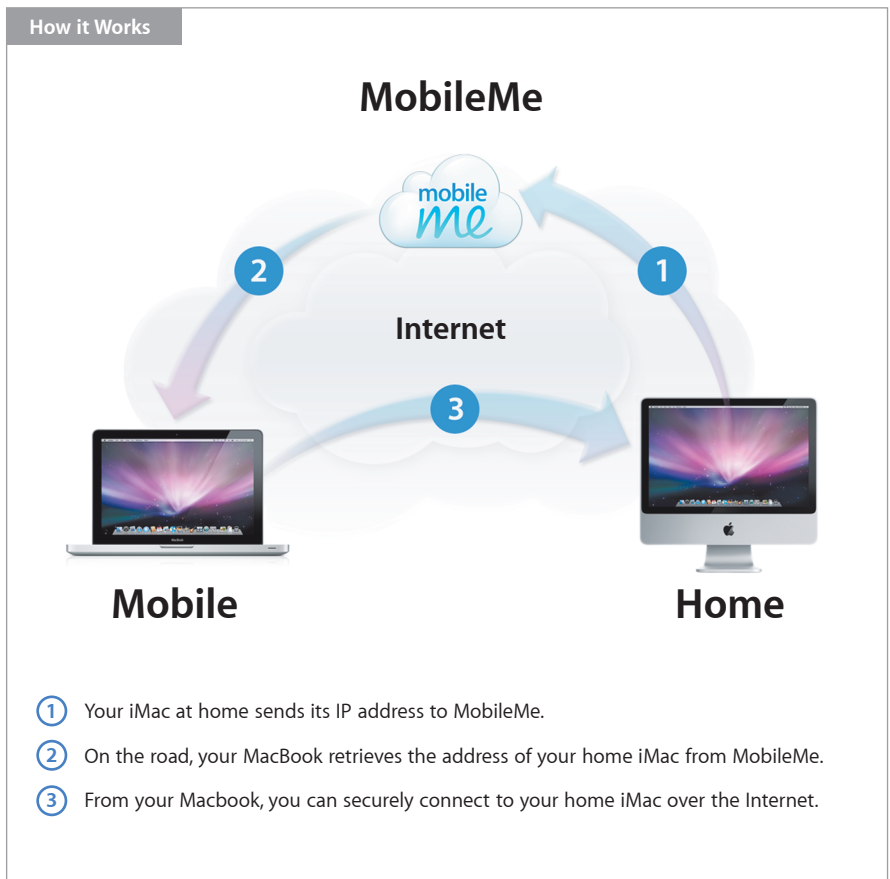 How it Works
MobileMe
mobile
me
2
1
Internet
3
Mobile
Home
1 Your iMac at home sends its IP address to MobileMe.
2 On the road, your MacBook retrieves the address of your home iMac from MobileMe.
3 From your Macbook, you can securely connect to your home iMac over the Internet.